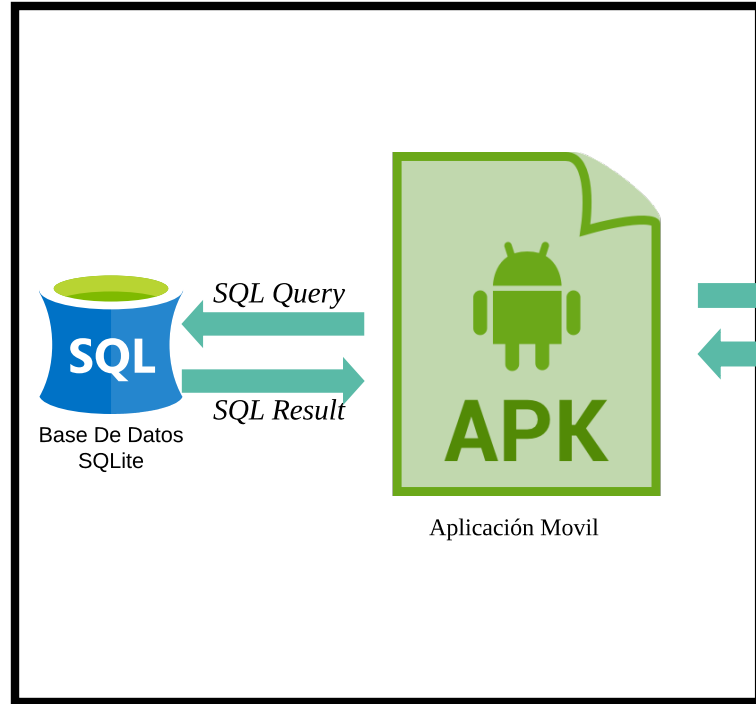 SQL Query
SQL
SQL Result
Base De Datos
SQLite
APK
Aplicación Movil